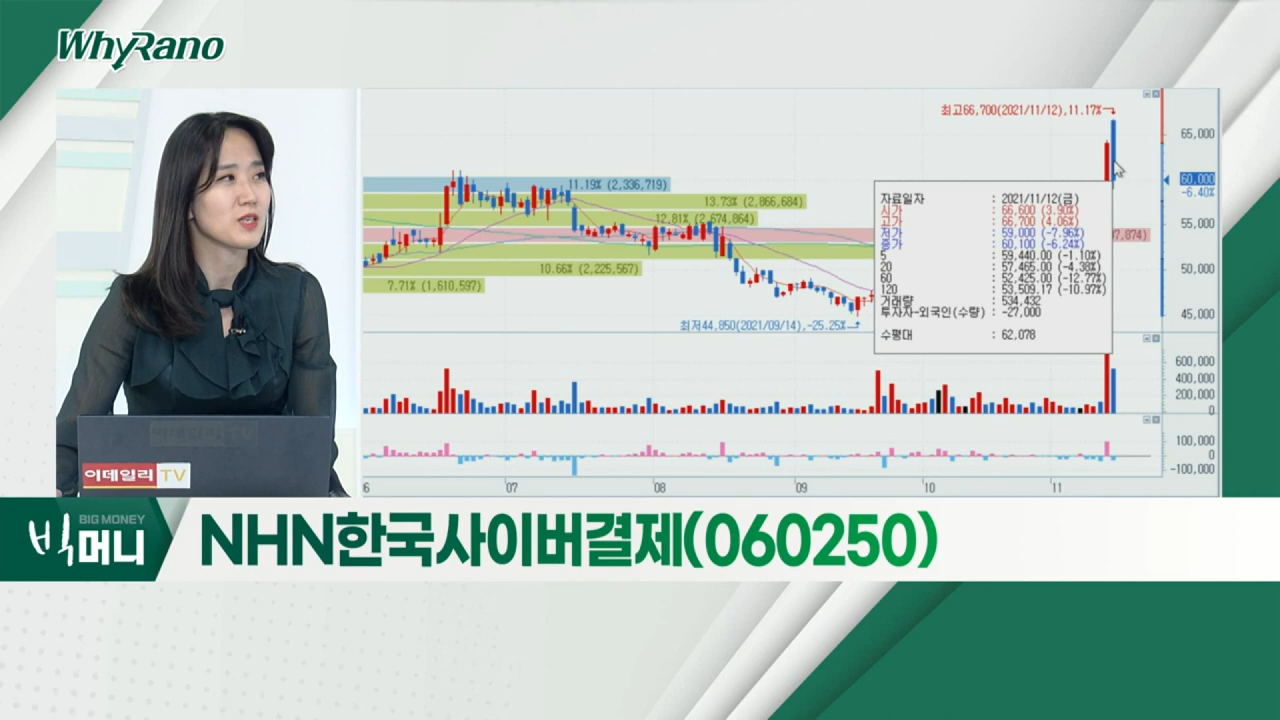 WhyRano
최고66,700(2021/11/12),11.17%→
65,000
11.19% (2,336,719)
60,000
-6.40%
13.73% (2,866,684)
12.81% (2,674,864)
55,000
7,874)
10.66% (2,225,567)
50,000
7.71% (1,610,597)
45,000
최저44,850(2021/09/14),-25.25%→
자료일자 : 2021/11/12(금)
시가 : 66,600 (3.90%)
고가 : 66,700 (4.06%)
저가 : 59,000 (-7.96%)
종가 : 60,100 (-6.24%)
5 : 59,440.00 (-1.10%)
20 : 57,465.00 (-4.38%)
60 : 52,425.00 (-12.77%)
120 : 53,509.17 (-10.97%)
거래량 : 534,432
투자자-외국인(수량) : -27,000
수평대 : 62,078
600,000
400,000
200,000
0
100,000
0
-100,000
6 07 08 09 10 11
이데일리 TV
BIG MONEY
빅머니
NHN한국사이버결제(060250)